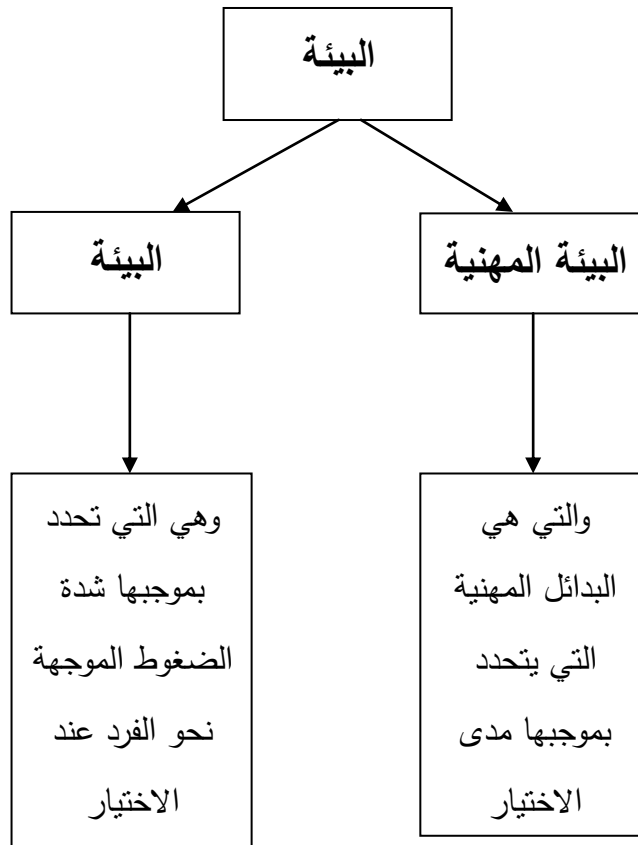 البيئة
البيئة المهنية
البيئة
والتي هي
البدائل المهنية
التي يتحدد
بموجبها مدى
الاختيار
وهي التي تحدد
بموجبها شدة
الضغوط الموجهة
نحو الفرد عند
الاختيار